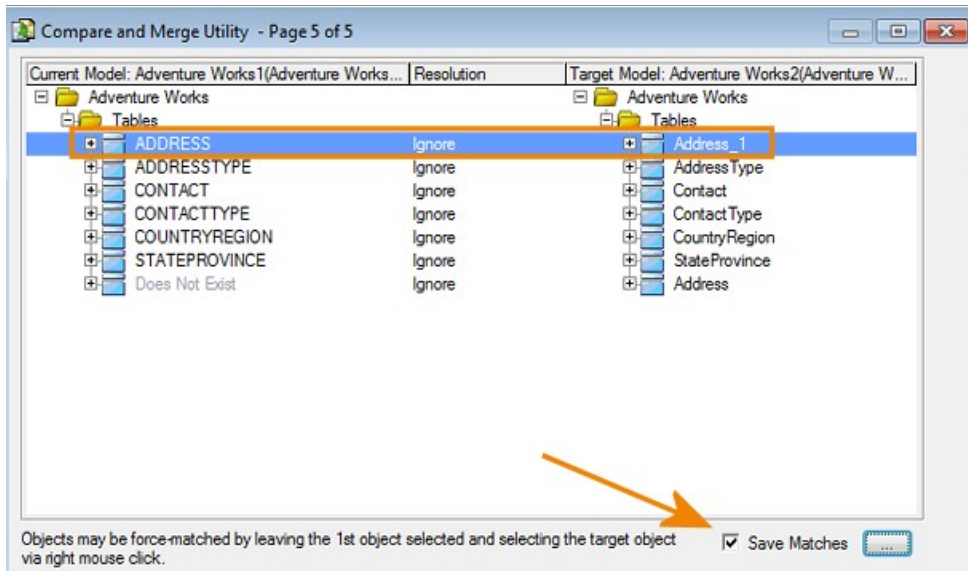 Compare and Merge Utility - Page 5 of 5
Current Model: Adventure Works1(Adventure Works... Resolution Target Model: Adventure Works2(Adventure W...
Adventure Works Adventure Works
Tables Tables
ADDRESS Ignore Address_1
ADDRESSTYPE Ignore AddressType
CONTACT Ignore Contact
CONTACTTYPE Ignore ContactType
COUNTRYREGION Ignore CountryRegion
STATEPROVINCE Ignore StateProvince
Does Not Exist Ignore Address
Objects may be force-matched by leaving the 1st object selected and selecting the target object
via right mouse click.
Save Matches ...